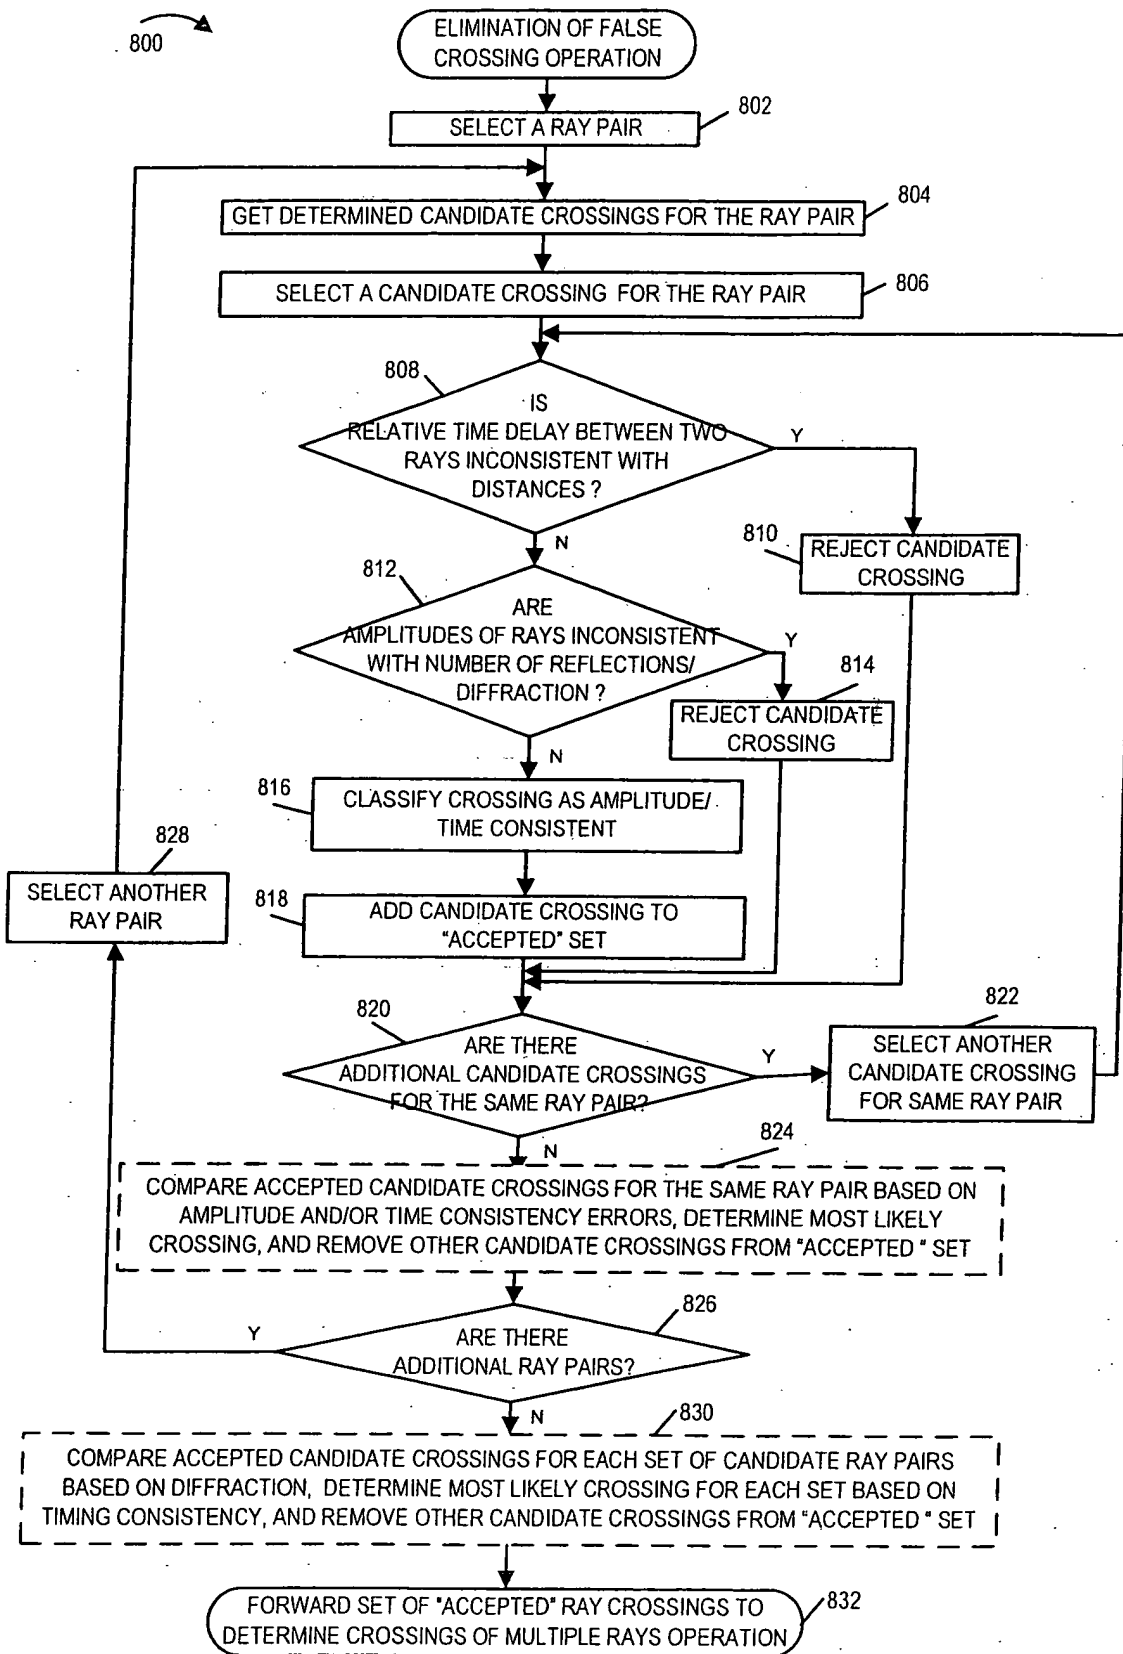 800
ELIMINATION OF FALSE
CROSSING OPERATION
802
SELECT A RAY PAIR
804
GET DETERMINED CANDIDATE CROSSINGS FOR THE RAY PAIR
806
SELECT A CANDIDATE CROSSING FOR THE RAY PAIR
808
IS
RELATIVE TIME DELAY BETWEEN TWO
RAYS INCONSISTENT WITH
DISTANCES ?
Y
N
810
REJECT CANDIDATE
CROSSING
812
ARE
AMPLITUDES OF RAYS INCONSISTENT
WITH NUMBER OF REFLECTIONS/
DIFFRACTION ?
Y
N
814
REJECT CANDIDATE
CROSSING
816
CLASSIFY CROSSING AS AMPLITUDE/
TIME CONSISTENT
828
SELECT ANOTHER
RAY PAIR
818
ADD CANDIDATE CROSSING TO
"ACCEPTED" SET
820
ARE THERE
ADDITIONAL CANDIDATE CROSSINGS
FOR THE SAME RAY PAIR?
Y
N
822
SELECT ANOTHER
CANDIDATE CROSSING
FOR SAME RAY PAIR
824
COMPARE ACCEPTED CANDIDATE CROSSINGS FOR THE SAME RAY PAIR BASED ON
AMPLITUDE AND/OR TIME CONSISTENCY ERRORS, DETERMINE MOST LIKELY
CROSSING, AND REMOVE OTHER CANDIDATE CROSSINGS FROM "ACCEPTED" SET
826
ARE THERE
ADDITIONAL RAY PAIRS?
Y
N
830
COMPARE ACCEPTED CANDIDATE CROSSINGS FOR EACH SET OF CANDIDATE RAY PAIRS
BASED ON DIFFRACTION, DETERMINE MOST LIKELY CROSSING FOR EACH SET BASED ON
TIMING CONSISTENCY, AND REMOVE OTHER CANDIDATE CROSSINGS FROM "ACCEPTED" SET
832
FORWARD SET OF "ACCEPTED" RAY CROSSINGS TO
DETERMINE CROSSINGS OF MULTIPLE RAYS OPERATION